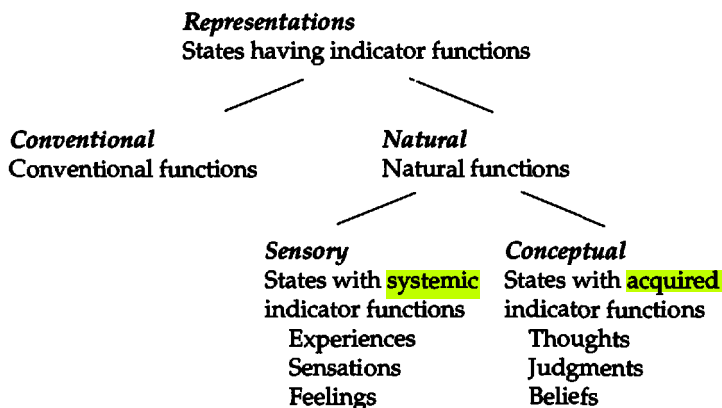 Representations
States having indicator functions
Conventional
Conventional functions
Natural
Natural functions
Sensory
States with systemic
indicator functions
Experiences
Sensations
Feelings
Conceptual
States with acquired
indicator functions
Thoughts
Judgments
Beliefs